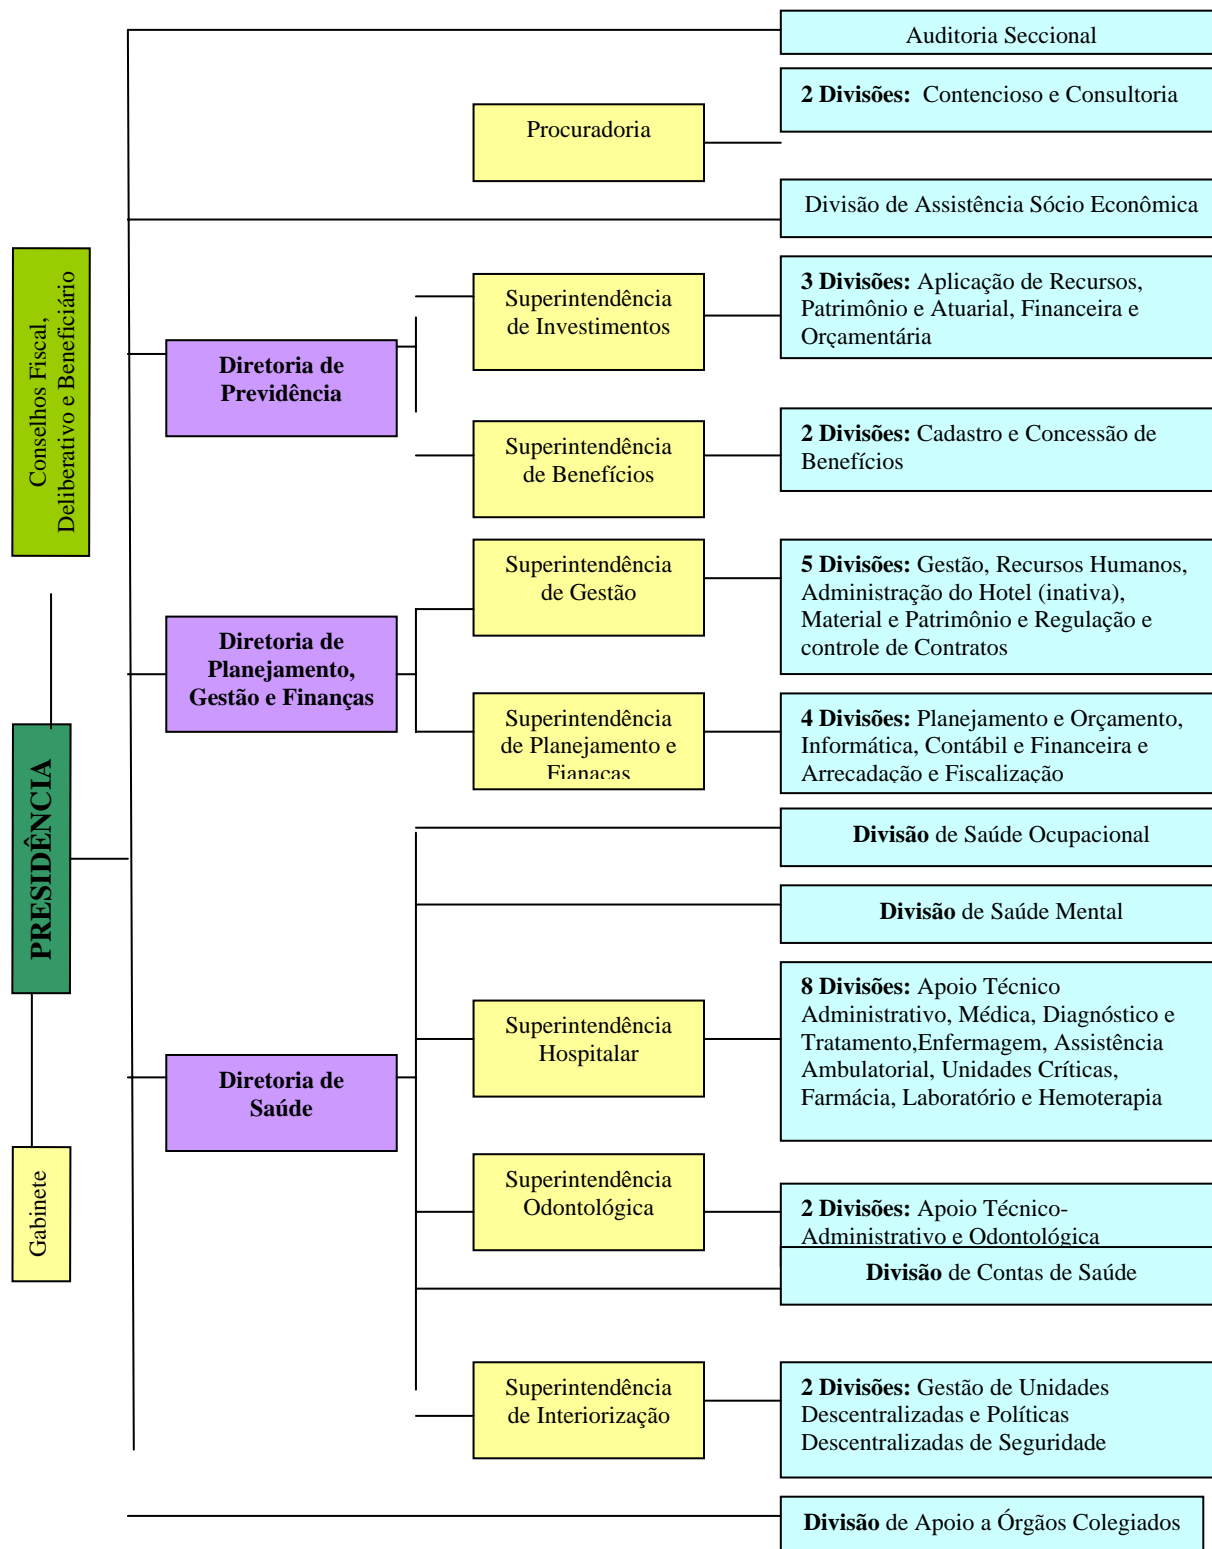 Auditoria Seccional
2 Divisões: Contencioso e Consultoria
Procuradoria
Divisão de Assistência Sócio Econômica
Conselhos Fiscal,
Deliberativo e Beneficiário
Superintendência
de Investimentos
3 Divisões: Aplicação de Recursos,
Patrimônio e Atuarial, Financeira e
Orçamentária
Diretoria de
Previdência
Superintendência
de Benefícios
2 Divisões: Cadastro e Concessão de
Benefícios
Superintendência
de Gestão
5 Divisões: Gestão, Recursos Humanos,
Administração do Hotel (inativa),
Material e Patrimônio e Regulação e
controle de Contratos
Diretoria de
Planejamento,
Gestão e Finanças
Superintendência
de Planejamento e
Fianaças
4 Divisões: Planejamento e Orçamento,
Informática, Contábil e Financeira e
Arrecadação e Fiscalização
PRESIDÊNCIA
Divisão de Saúde Ocupacional
Divisão de Saúde Mental
Superintendência
Hospitalar
8 Divisões: Apoio Técnico
Administrativo, Médica, Diagnóstico e
Tratamento,Enfermagem, Assistência
Ambulatorial, Unidades Críticas,
Farmácia, Laboratório e Hemoterapia
Diretoria de
Saúde
Gabinete
Superintendência
Odontológica
2 Divisões: Apoio Técnico-
Administrativo e Odontológica
Divisão de Contas de Saúde
Superintendência
de Interiorização
2 Divisões: Gestão de Unidades
Descentralizadas e Políticas
Descentralizadas de Seguridade
Divisão de Apoio a Órgãos Colegiados